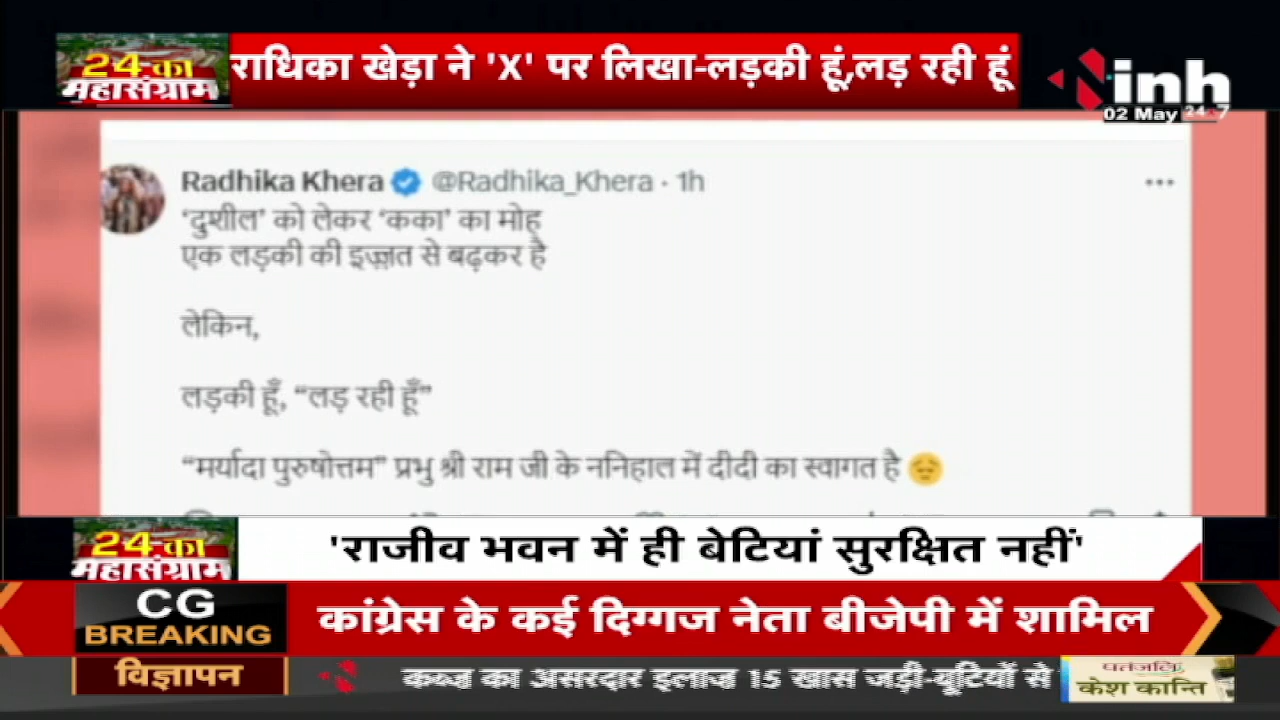 24 का
महासंग्राम
राधिका खेड़ा ने 'X' पर लिखा-लड़की हूं,लड़ रही हूं
inh
02 May 24x7
Radhika Khera @Radhika_Khera · 1h
‘दुशील’ को लेकर ‘कका’ का मोह
एक लड़की की इज़्ज़त से बढ़कर है
लेकिन,
लड़की हूँ, “लड़ रही हूँ”
“मर्यादा पुरुषोत्तम” प्रभु श्री राम जी के ननिहाल में दीदी का स्वागत है 😔
24 का
महासंग्राम
'राजीव भवन में ही बेटियां सुरक्षित नहीं'
CG
BREAKING
कांग्रेस के कई दिग्गज नेता बीजेपी में शामिल
विज्ञापन
कब्ज का असरदार इलाज 15 खास जड़ी-बूटियों से
पतंजलि
केश कान्ति